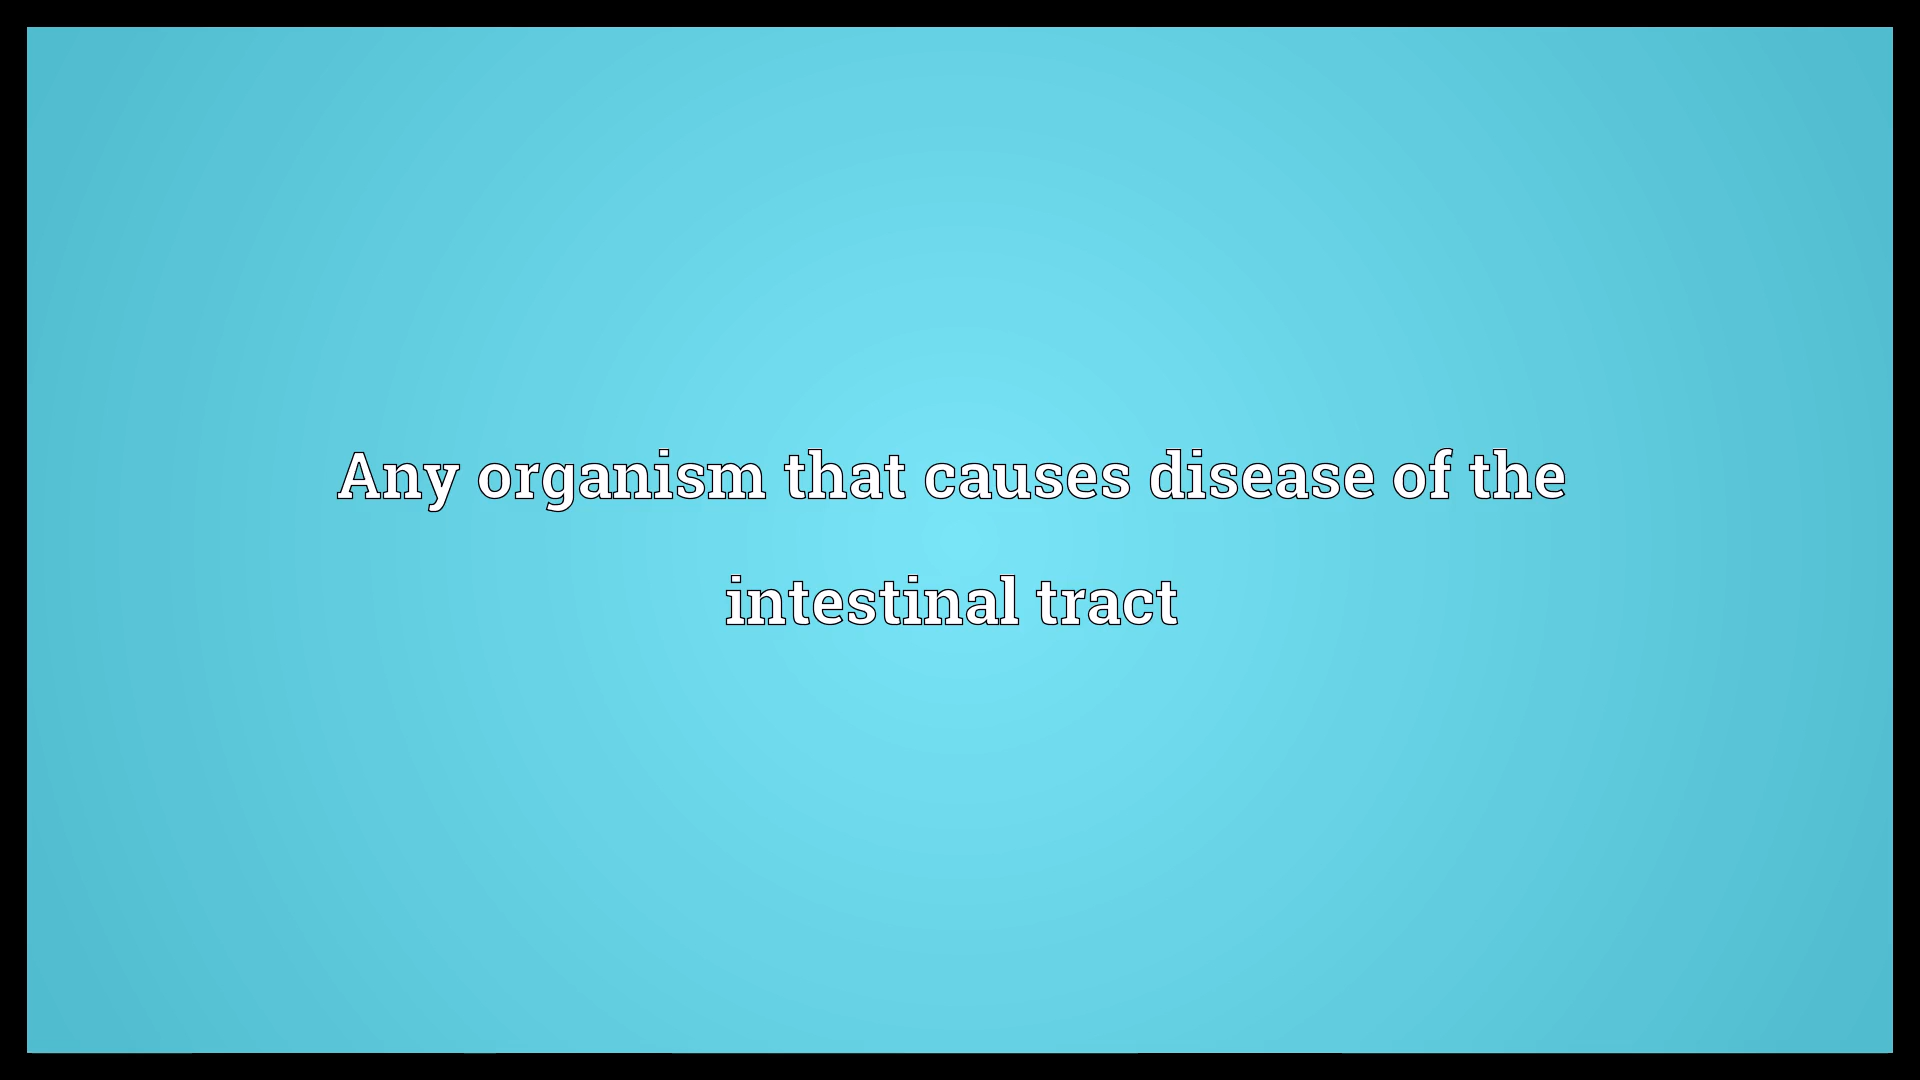 Any organism that causes disease of the
intestinal tract